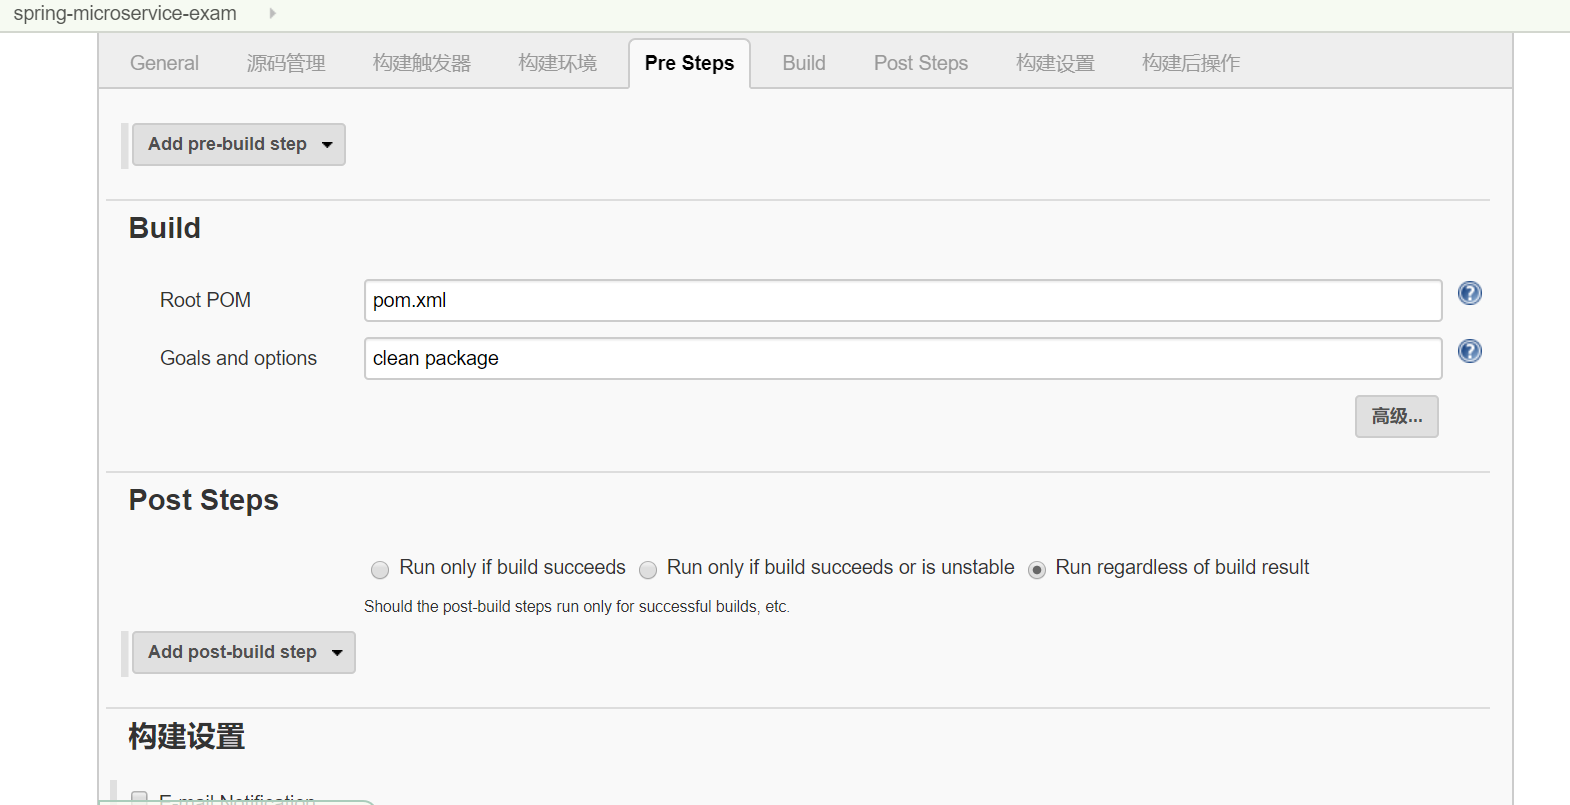 spring-microservice-exam
General 源码管理 构建触发器 构建环境 Pre Steps Build Post Steps 构建设置 构建后操作
Add pre-build step
Build
Root POM pom.xml
Goals and options clean package
高级...
Post Steps
Run only if build succeeds Run only if build succeeds or is unstable Run regardless of build result
Should the post-build steps run only for successful builds, etc.
Add post-build step
构建设置
E-mail Notification